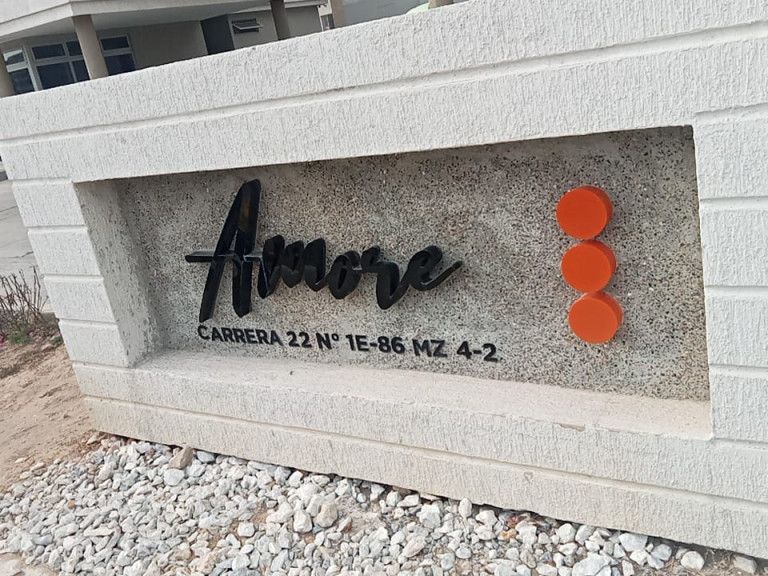 Amore
CARRERA 22 N° 1E-86 MZ 4-2